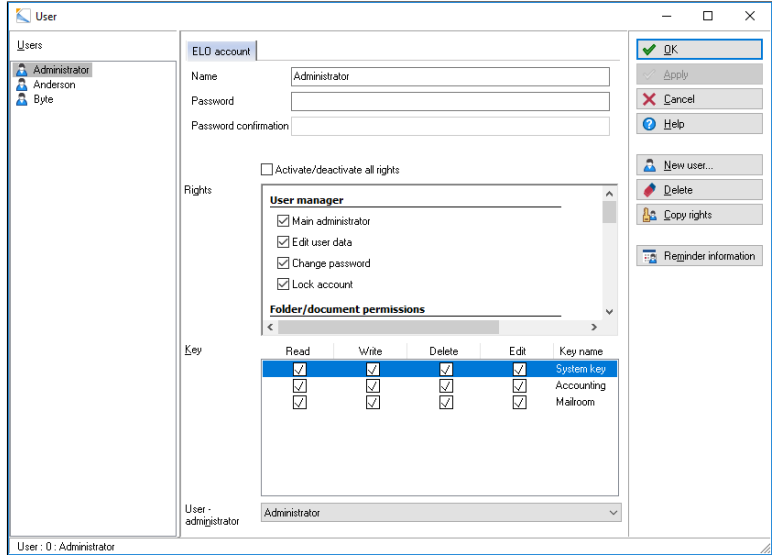 User
Users
Administrator
Anderson
Byte
ELO account
Name
Administrator
Password
Password confirmation
Activate/deactivate all rights
Rights
User manager
Main administrator
Edit user data
Change password
Lock account
Folder/document permissions
Key
Read Write Delete Edit Key name
System key
Accounting
Mailroom
User -
administrator
Administrator
OK
Apply
Cancel
Help
New user...
Delete
Copy rights
Reminder information
User : 0 : Administrator